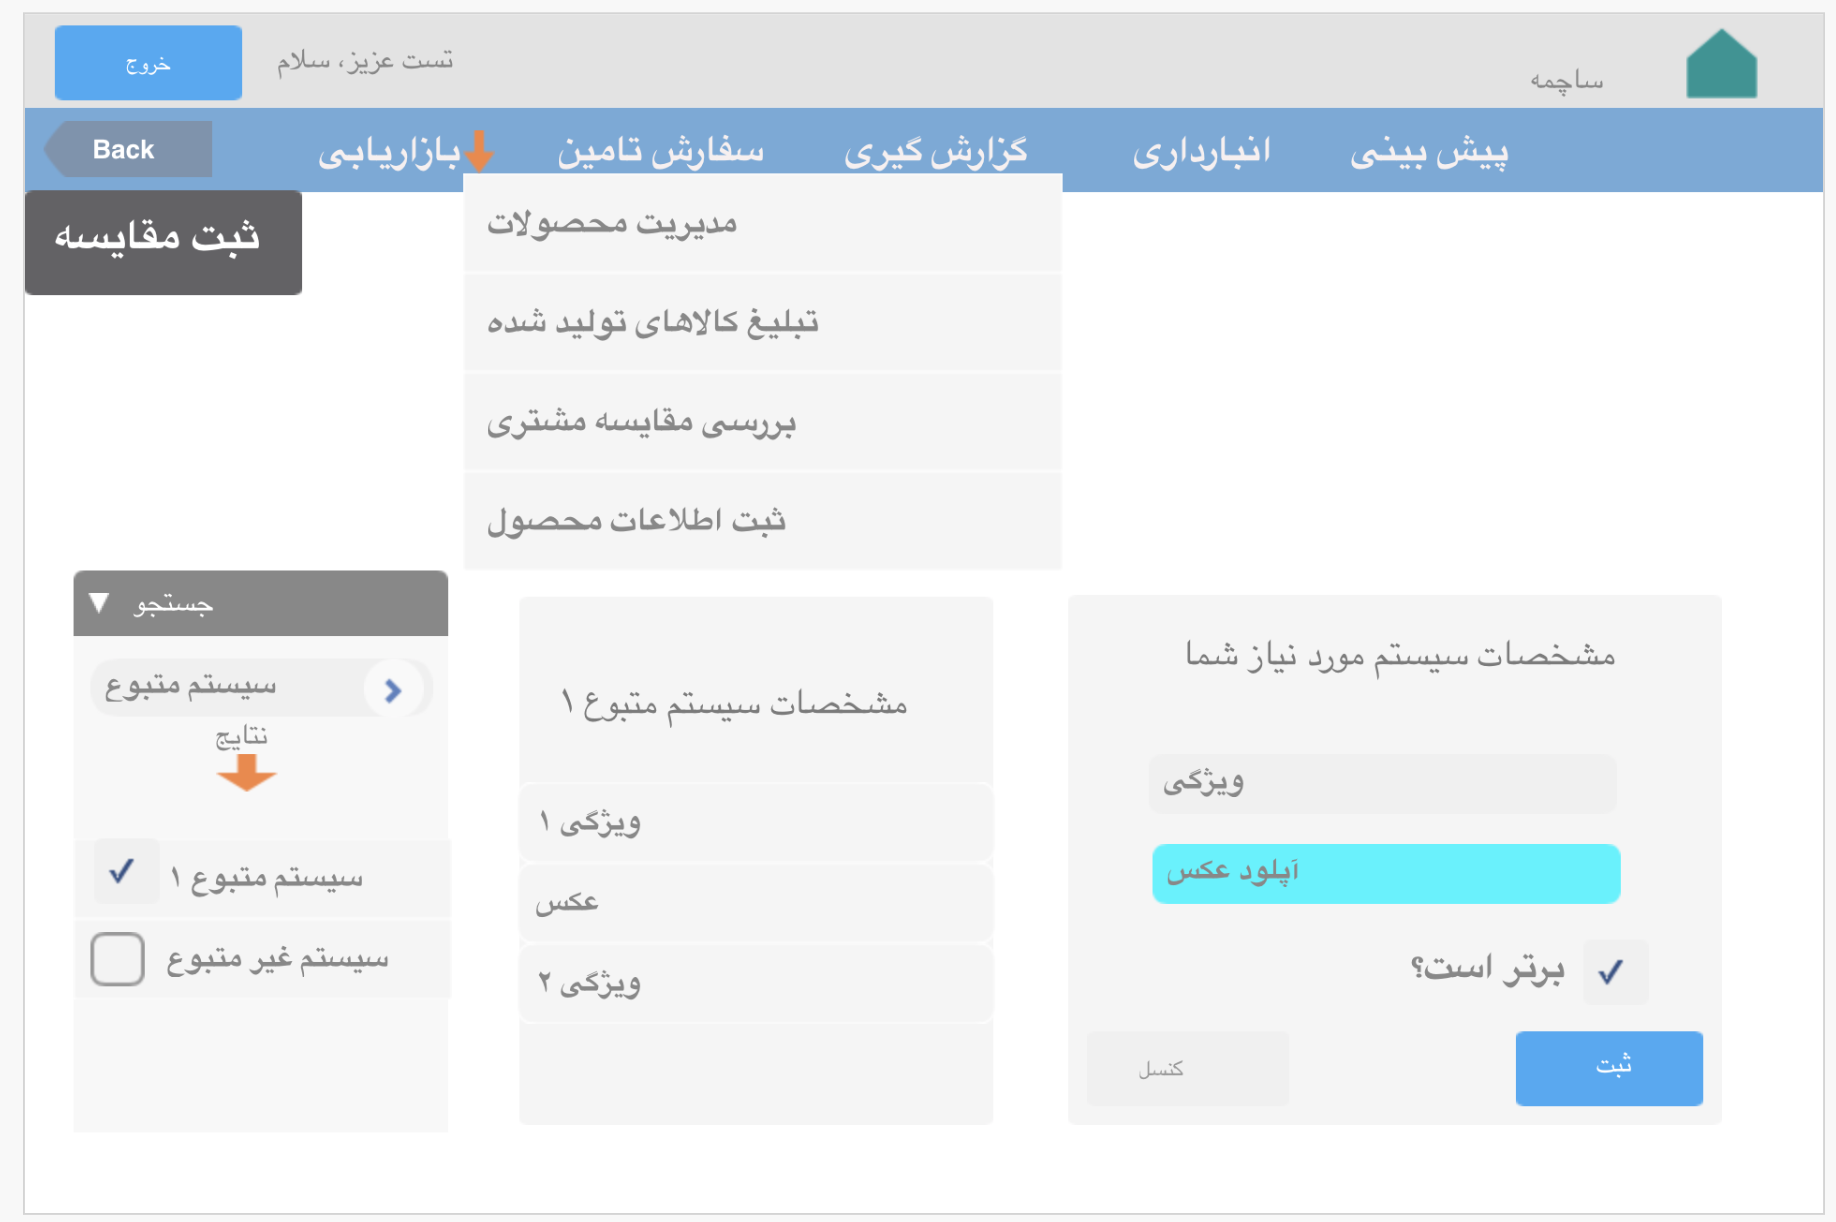 ساچمه
تست عزیز، سلام
خروج
پیش بینی
انبارداری
گزارش گیری
سفارش تامین
بازاریابی
Back
ثبت مقایسه
مدیریت محصولات
تبلیغ کالاهای تولید شده
بررسی مقایسه مشتری
ثبت اطلاعات محصول
مشخصات سیستم مورد نیاز شما
ویژگی
آپلود عکس
برتر است؟
ثبت
کنسل
مشخصات سیستم متبوع ۱
ویژگی ۱
عکس
ویژگی ۲
جستجو
سیستم متبوع
نتایج
سیستم متبوع ۱
سیستم غیر متبوع